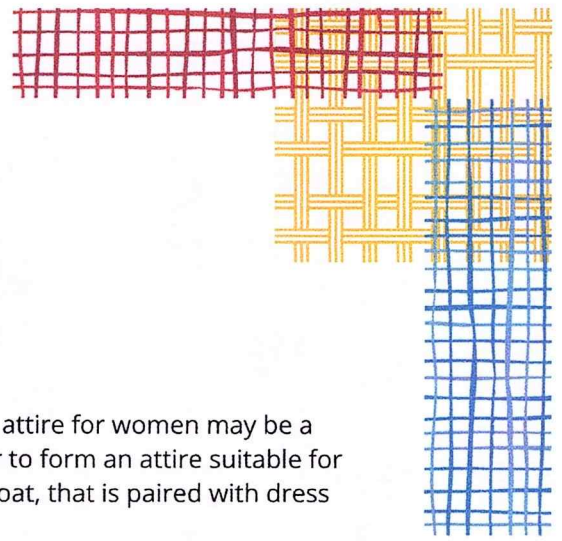 attire for women may be a
to form an attire suitable for
oat, that is paired with dress